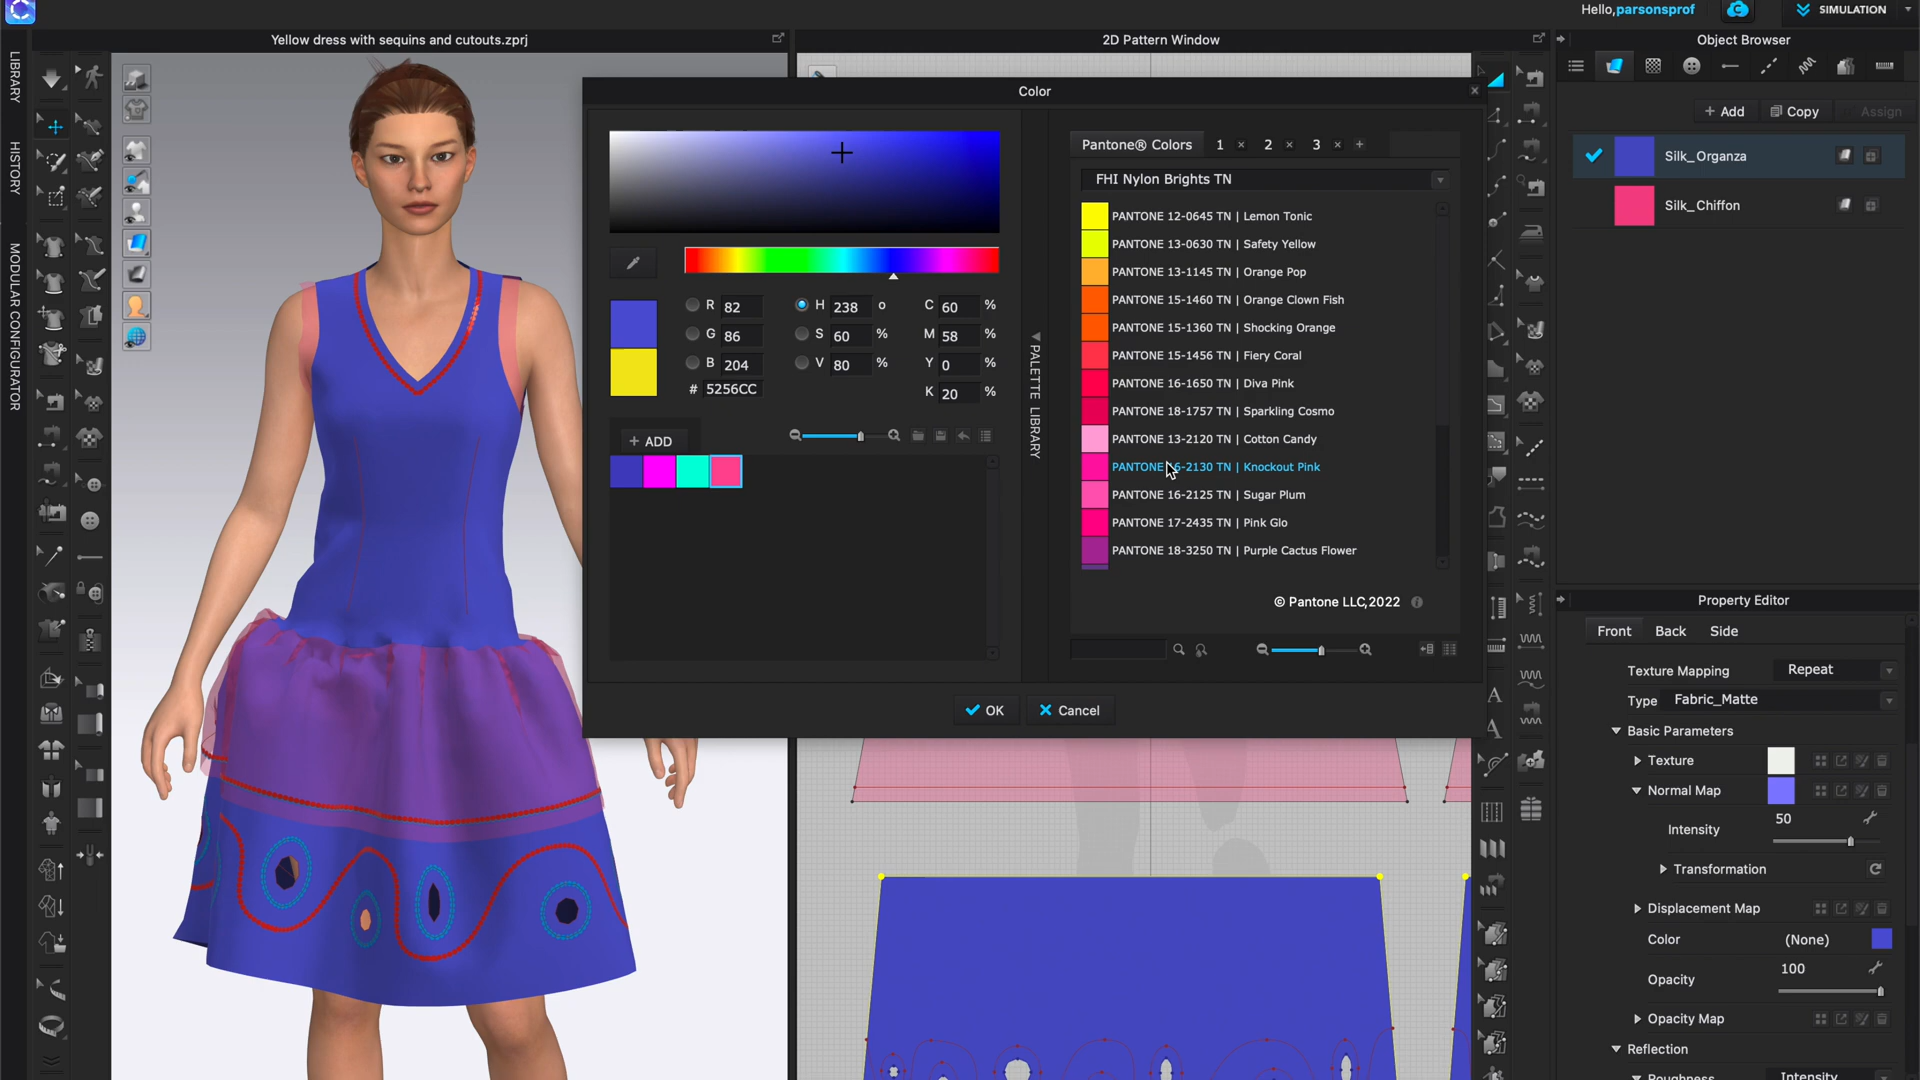 Hello,parsonsprof
SIMULATION
Yellow dress with sequins and cutouts.zprj
2D Pattern Window
Object Browser
LIBRARY
HISTORY
MODULAR CONFIGURATOR
Color
+ Add
Copy
Assign
Silk_Organza
Silk_Chiffon
Pantone® Colors
1 × 2 × 3 × +
FHI Nylon Brights TN
PANTONE 12-0645 TN | Lemon Tonic
PANTONE 13-0630 TN | Safety Yellow
PANTONE 13-1145 TN | Orange Pop
PANTONE 15-1460 TN | Orange Clown Fish
PANTONE 15-1360 TN | Shocking Orange
PANTONE 15-1456 TN | Fiery Coral
PANTONE 16-1650 TN | Diva Pink
PANTONE 18-1757 TN | Sparkling Cosmo
PANTONE 13-2120 TN | Cotton Candy
PANTONE 6-2130 TN | Knockout Pink
PANTONE 16-2125 TN | Sugar Plum
PANTONE 17-2435 TN | Pink Glo
PANTONE 18-3250 TN | Purple Cactus Flower
© Pantone LLC,2022
R 82 H 238 o C 60 %
G 86 S 60 % M 58 %
B 204 V 80 % Y 0 %
# 5256CC K 20 %
+ ADD
PALETTE LIBRARY
OK
Cancel
Property Editor
Front Back Side
Texture Mapping Repeat
Type Fabric_Matte
Basic Parameters
Texture
Normal Map
50
Intensity
Transformation
Displacement Map
Color (None)
100
Opacity
Opacity Map
Reflection
Roughness Intensity